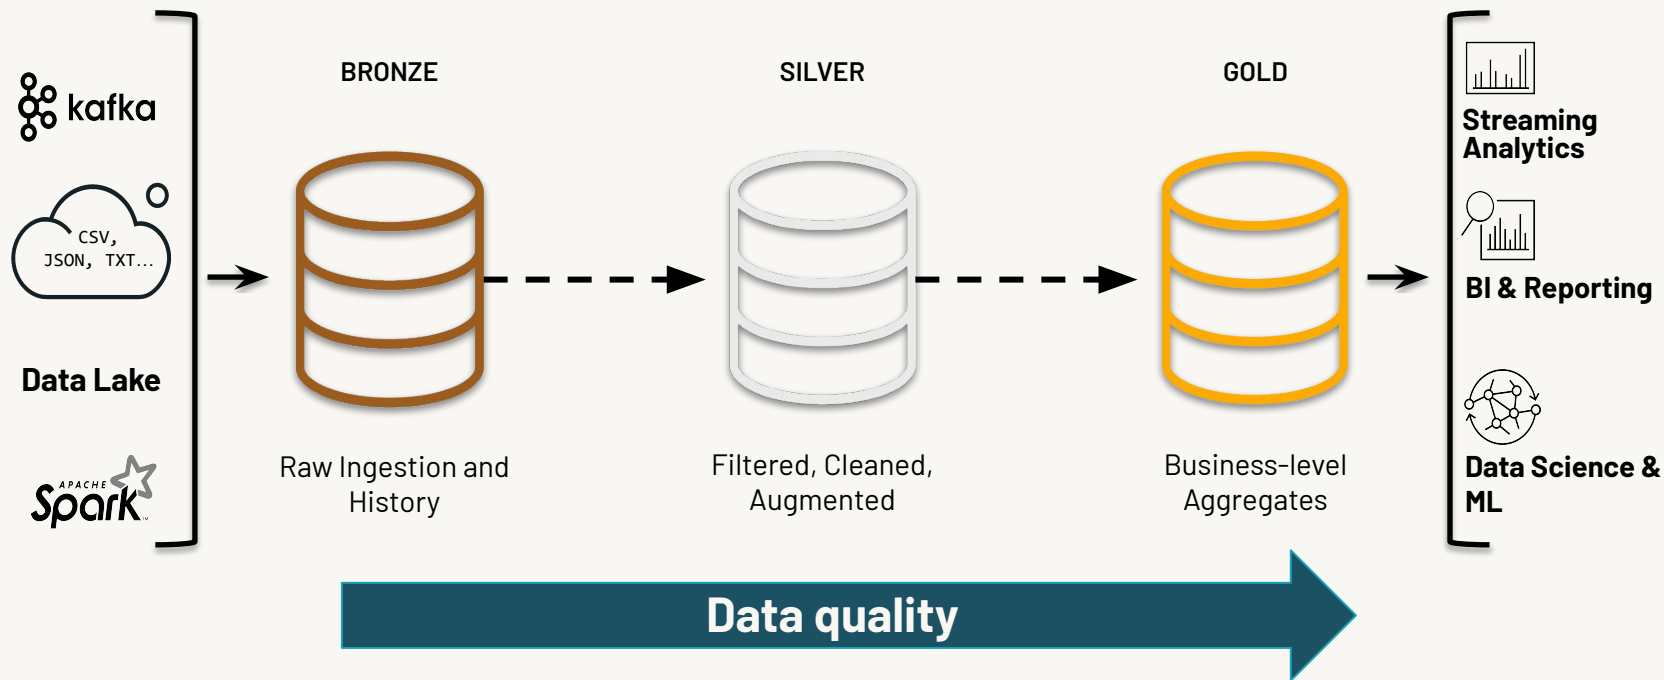 kafka
CSV,
JSON, TXT...
Data Lake
APACHE
Spark
TM
BRONZE
Raw Ingestion and
History
SILVER
Filtered, Cleaned,
Augmented
GOLD
Business-level
Aggregates
Streaming
Analytics
BI & Reporting
Data Science &
ML
Data quality